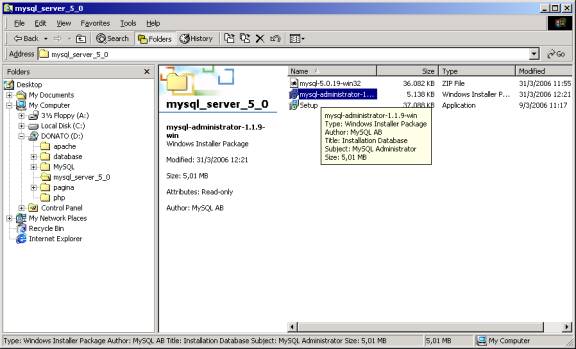 mysql_server_5_0
File Edit View Favorites Tools Help
Back Search Folders History
Address mysql_server_5_0 Go
Folders
Desktop
My Documents
My Computer
3½ Floppy (A:)
Local Disk (C:)
DONATO (D:)
apache
database
MySQL
mysql_server_5_0
pagina
php
Control Panel
My Network Places
Recycle Bin
Internet Explorer
mysql_server_5_0
mysql-administrator-1.1.9-
win
Windows Installer Package
Modified: 31/3/2006 12:21
Size: 5,01 MB
Attributes: Read-only
Author: MySQL AB
Name Size Type Modified
mysql-5.0.19-win32 36.082 KB ZIP File 31/3/2006 11:55
mysql-administrator-1... 5.138 KB Windows Installer P... 31/3/2006 12:21
Setup 37.088 KB Application 9/3/2006 11:17
mysql-administrator-1.1.9-win
Type: Windows Installer Package
Author: MySQL AB
Title: Installation Database
Subject: MySQL Administrator
Size: 5,01 MB
Type: Windows Installer Package Author: MySQL AB Title: Installation Database Subject: MySQL Administrator Size: 5,01 MB 5,01 MB My Computer